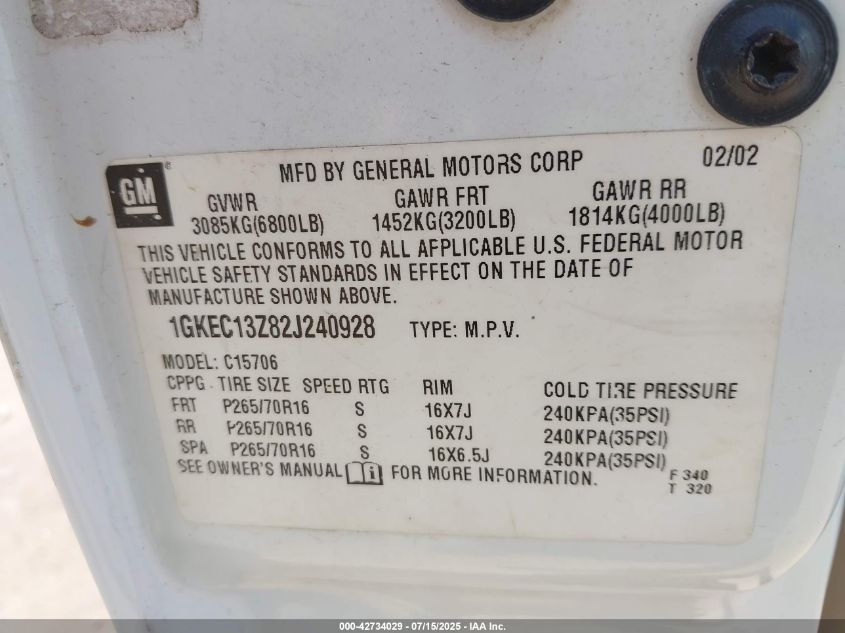 GM ®
MFD BY GENERAL MOTORS CORP 02/02
GVWR GAWR FRT GAWR RR
3085KG(6800LB) 1452KG(3200LB) 1814KG(4000LB)
THIS VEHICLE CONFORMS TO ALL APPLICABLE U.S. FEDERAL MOTOR
VEHICLE SAFETY STANDARDS IN EFFECT ON THE DATE OF
MANUFACTURE SHOWN ABOVE.
1GKEC13Z82J240928 TYPE: M.P.V.
MODEL: C15706
CPPG TIRE SIZE SPEED RTG RIM COLD TIRE PRESSURE
FRT P265/70R16 S 16X7J 240KPA(35PSI)
RR P265/70R16 S 16X7J 240KPA(35PSI)
SPA P265/70R16 S 16X6.5J 240KPA(35PSI)
SEE OWNER'S MANUAL i FOR MORE INFORMATION.
F 340
T 320
000-42734029 - 07/15/2025 - IAA Inc.